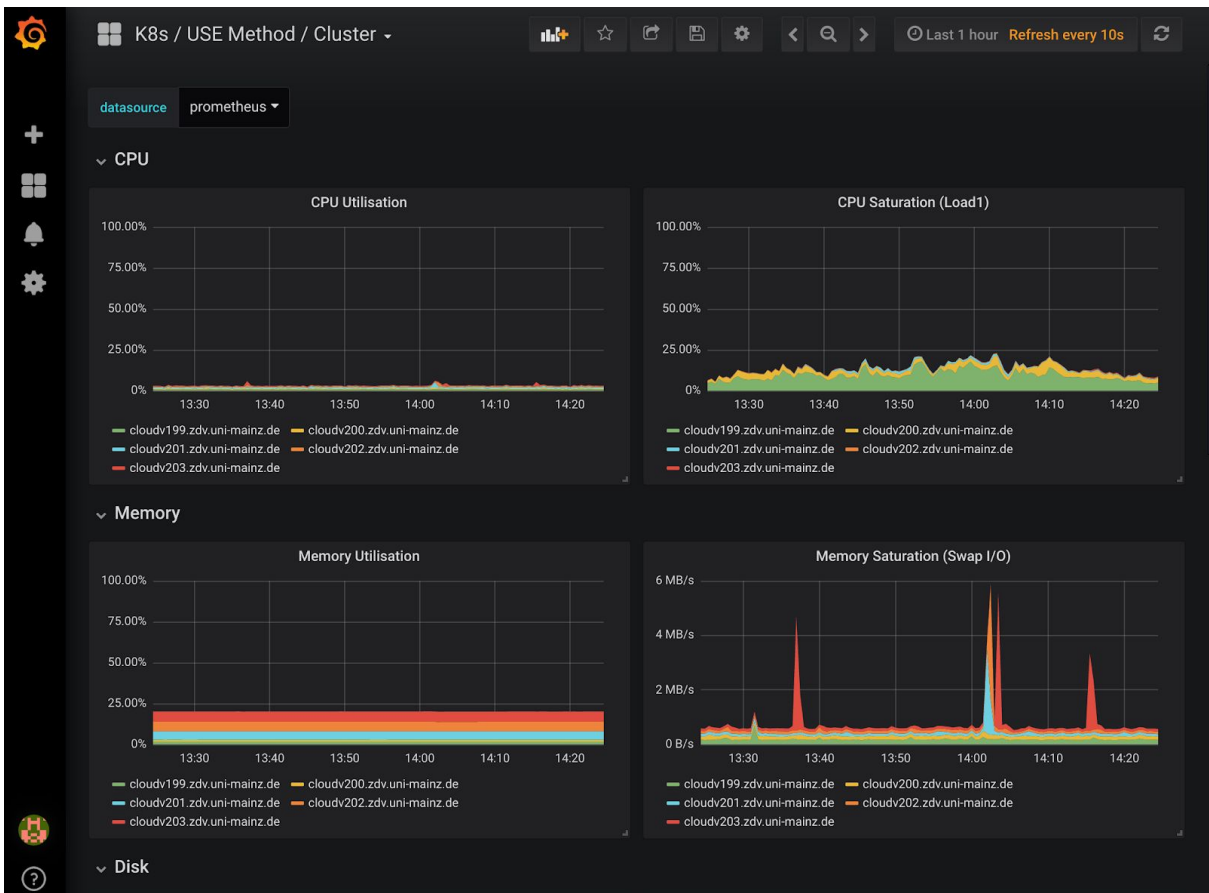 K8s / USE Method / Cluster
Last 1 hour Refresh every 10s
datasource prometheus
CPU
CPU Utilisation
100.00%
75.00%
50.00%
25.00%
0%
13:30 13:40 13:50 14:00 14:10 14:20
cloudv199.zdv.uni-mainz.de cloudv200.zdv.uni-mainz.de
cloudv201.zdv.uni-mainz.de cloudv202.zdv.uni-mainz.de
cloudv203.zdv.uni-mainz.de
CPU Saturation (Load1)
100.00%
75.00%
50.00%
25.00%
0%
13:30 13:40 13:50 14:00 14:10 14:20
cloudv199.zdv.uni-mainz.de cloudv200.zdv.uni-mainz.de
cloudv201.zdv.uni-mainz.de cloudv202.zdv.uni-mainz.de
cloudv203.zdv.uni-mainz.de
Memory
Memory Utilisation
100.00%
75.00%
50.00%
25.00%
0%
13:30 13:40 13:50 14:00 14:10 14:20
cloudv199.zdv.uni-mainz.de cloudv200.zdv.uni-mainz.de
cloudv201.zdv.uni-mainz.de cloudv202.zdv.uni-mainz.de
cloudv203.zdv.uni-mainz.de
Memory Saturation (Swap I/O)
6 MB/s
4 MB/s
2 MB/s
0 B/s
13:30 13:40 13:50 14:00 14:10 14:20
cloudv199.zdv.uni-mainz.de cloudv200.zdv.uni-mainz.de
cloudv201.zdv.uni-mainz.de cloudv202.zdv.uni-mainz.de
cloudv203.zdv.uni-mainz.de
Disk